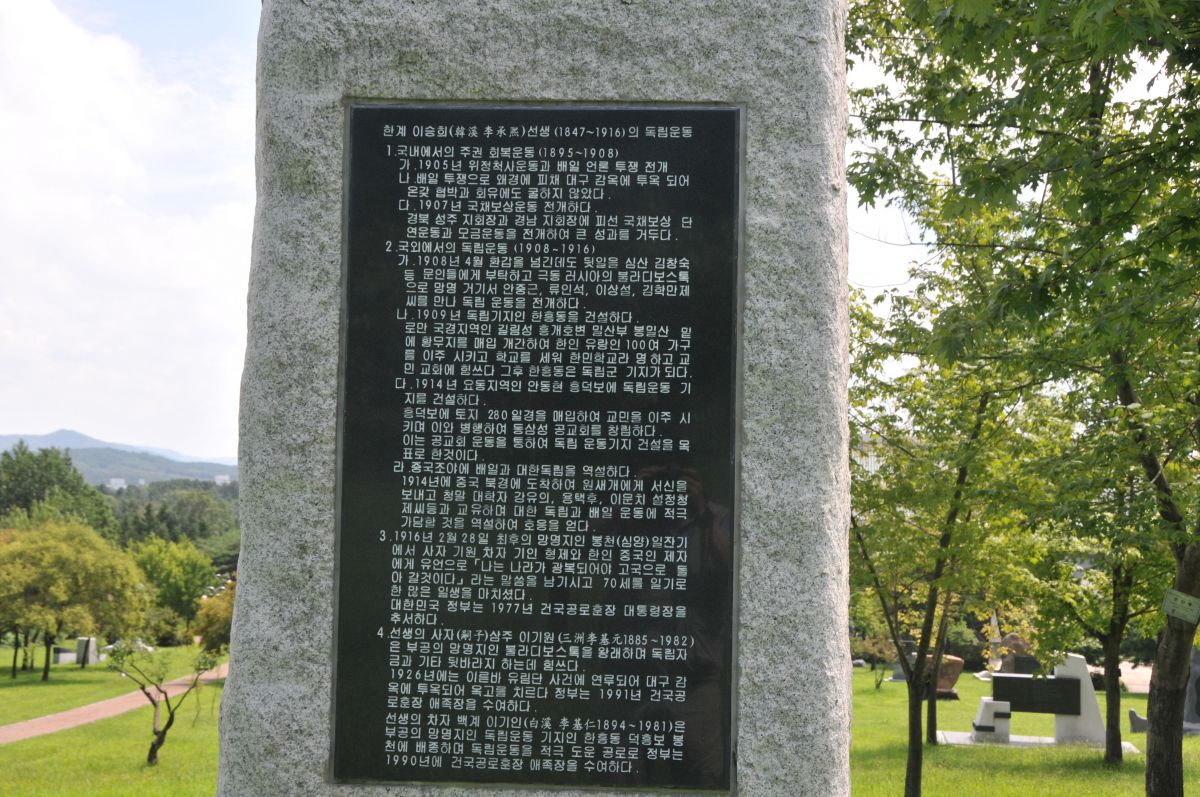 한계 이승희(韓溪 李承熙)선생(1847~1916)의 독립운동
1.국내에서의 주권 회복운동(1895~1908)
가.1905년 위정척사운동과 배일 언론 투쟁 전개
나.배일 투쟁으로 왜경에 피채 대구 감옥에 투옥 되어
온갖 협박과 회유에도 굴하지 않았다.
다.1907년 국채보상운동 전개하다.
경북 성주 지회장과 경남 지회장에 피선 국채보상 단
연운동과 모금운동을 전개하여 큰 성과를 거두다.
2.국외에서의 독립운동 (1908~1916)
가.1908년 4월 환갑을 넘긴데도 뒷일을 심산 김창숙
등 문인들에게 부탁하고 극동 러시아의 블라디보스톡
으로 망명 거기서 안중근, 류인석, 이상설, 김학만제
씨를 만나 독립 운동을 전개하다.
나.1909년 독립기지인 한흥동을 건설하다.
로만 국경지역인 길림성 흥개호변 밀산부 봉일산 밑
에 황무지를 매입 개간하여 한인 유랑인100여 가구
를 이주 시키고 학교를 세워 한민학교라 명하고 교
민 교화에 힘쓰다 그후 한흥동은 독립군 기지가 되다.
다.1914년 요동지역인 안동현 흥덕보에 독립운동 기
지를 건설하다.
흥덕보에 토지 280일경을 매입하여 교민을 이주 시
키며 이와 병행하여 동삼성 공교회를 창립하다.
이는 공교회 운동을 통하여 독립 운동기지 건설을 목
표로 한것이다.
라.중국조야에 배일과 대한독립을 역설하다.
1914년에 중국 북경에 도착하여 원새개에게 서신을
보내고 청말 대학자 강유의, 용택후, 이문치 설정청
제씨등과 교유하며 대한 독립과 배일 운동에 적극
가담할 것을 역설하여 호응을 얻다.
3.1916년 2월 28일 최후의 망명지인 봉천(심양)일잔기
에서 사자 기원 차자 기인 형제와 한인 중국인 제자
에게 유언으로「나는 나라가 광복되어야 고국으로 돌
아 갈것이다」라는 말씀을 남기시고 70세를 일기로
한 많은 일생을 마치셨다.
대한민국 정부는 1977년 건국공로훈장 대통령장을
추서하다.
4.선생의 사자(嗣子)삼주 이기원(三洲李基元1885~1982)
은 부공의 망명지인 블라디보스톡을 왕래하며 독립지
금과 기타 뒷바라지 하는데 힘쓰다.
1926년에는 이른바 유림단 사건에 연루되어 대구 감
옥에 투옥되어 옥고를 치르다 정부는 1991년 건국공
로훈장 애족장을 수여하다.
선생의 차자 백계 이기인(白溪 李基仁1894~1981)은
부공의 망명지인 독립운동 기지인 한흥동 덕흥보 봉
천에 배종하며 독립운동을 적극 도운 공로로 정부는
1990년에 건국공로훈장 애족장을 수여하다.